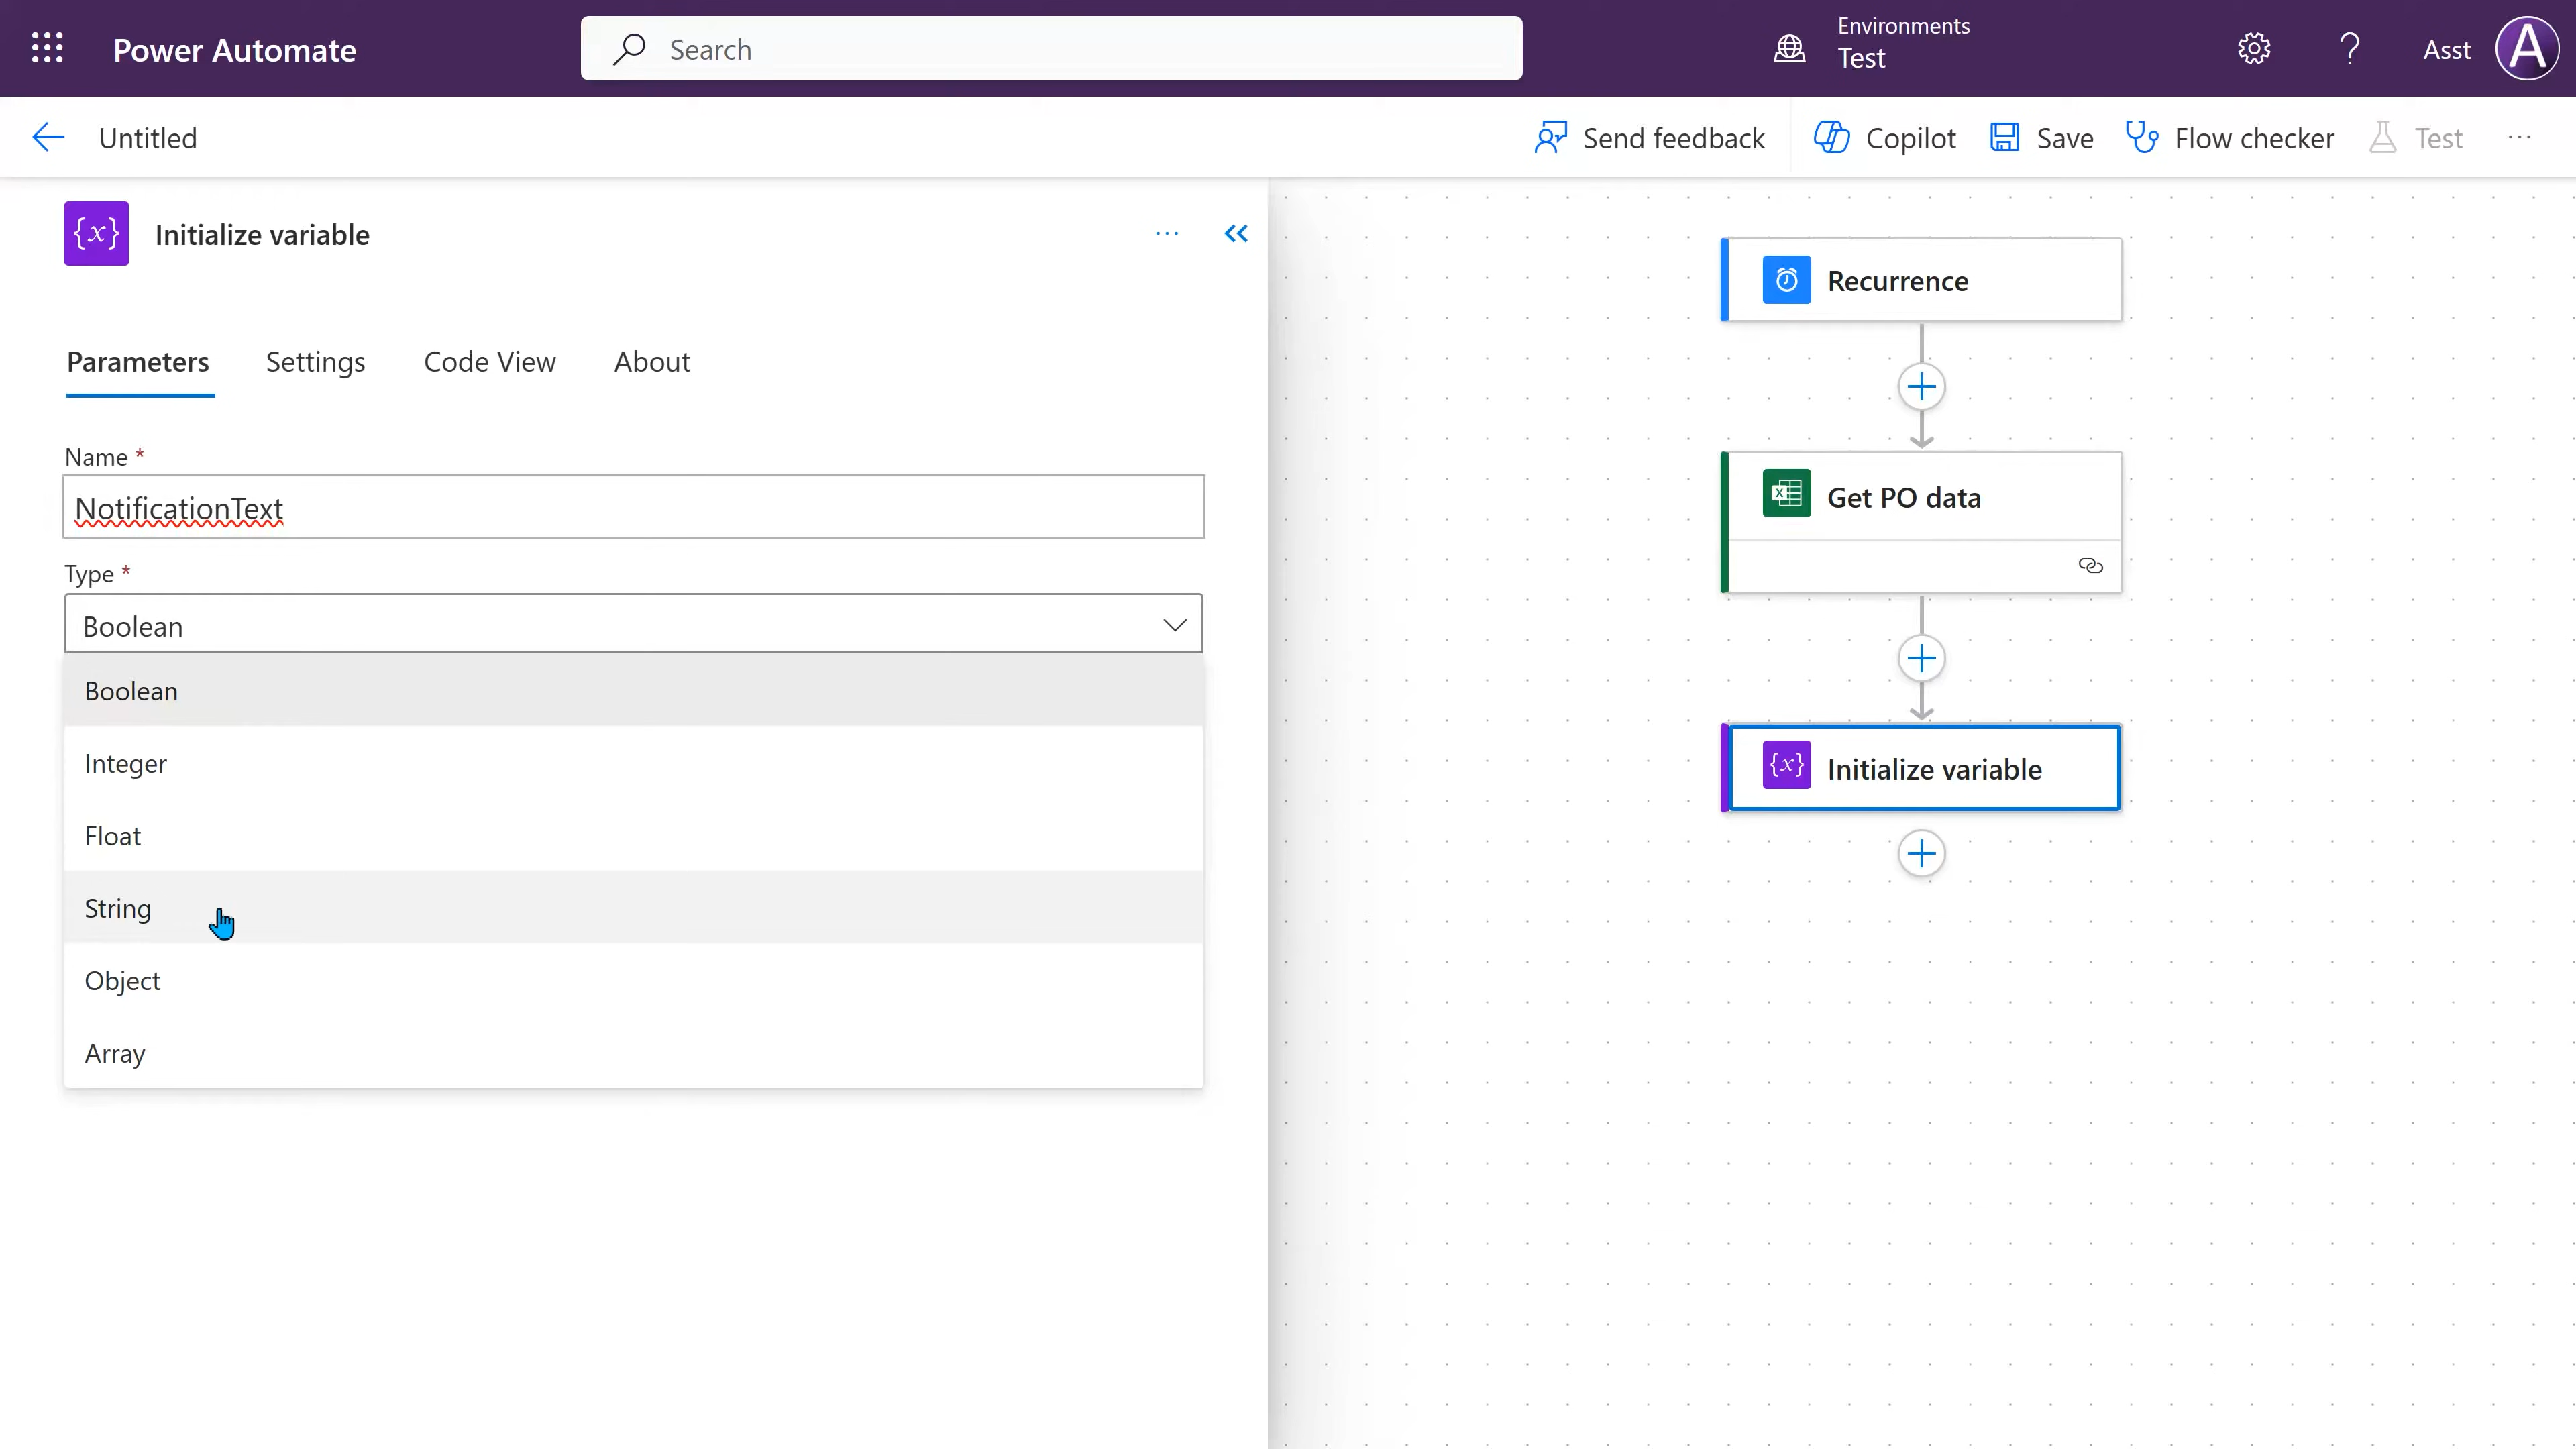 Power Automate
Search
Environments
Test
?
Asst
A
Untitled
Send feedback
Copilot
Save
Flow checker
Test
...
{x}
Initialize variable
...
Parameters
Settings
Code View
About
Name *
NotificationText
Type *
Boolean
Boolean
Integer
Float
String
Object
Array
Recurrence
Get PO data
{x}
Initialize variable